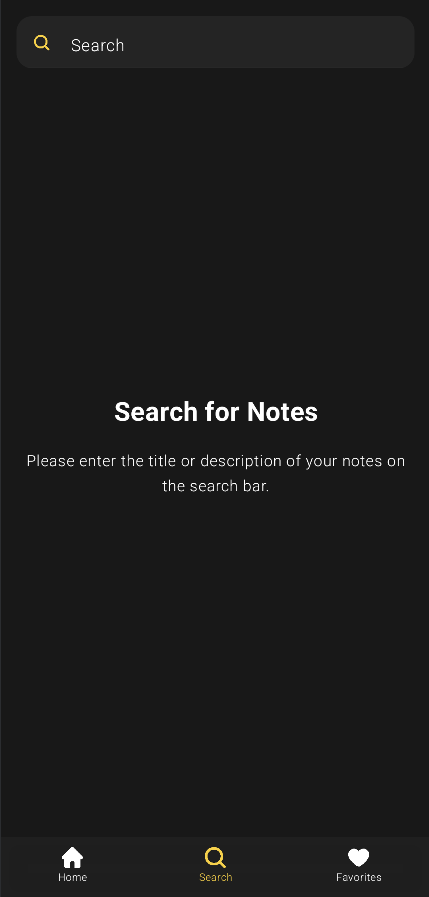 Search
Search for Notes
Please enter the title or description of your notes on
the search bar.
Home
Search
Favorites